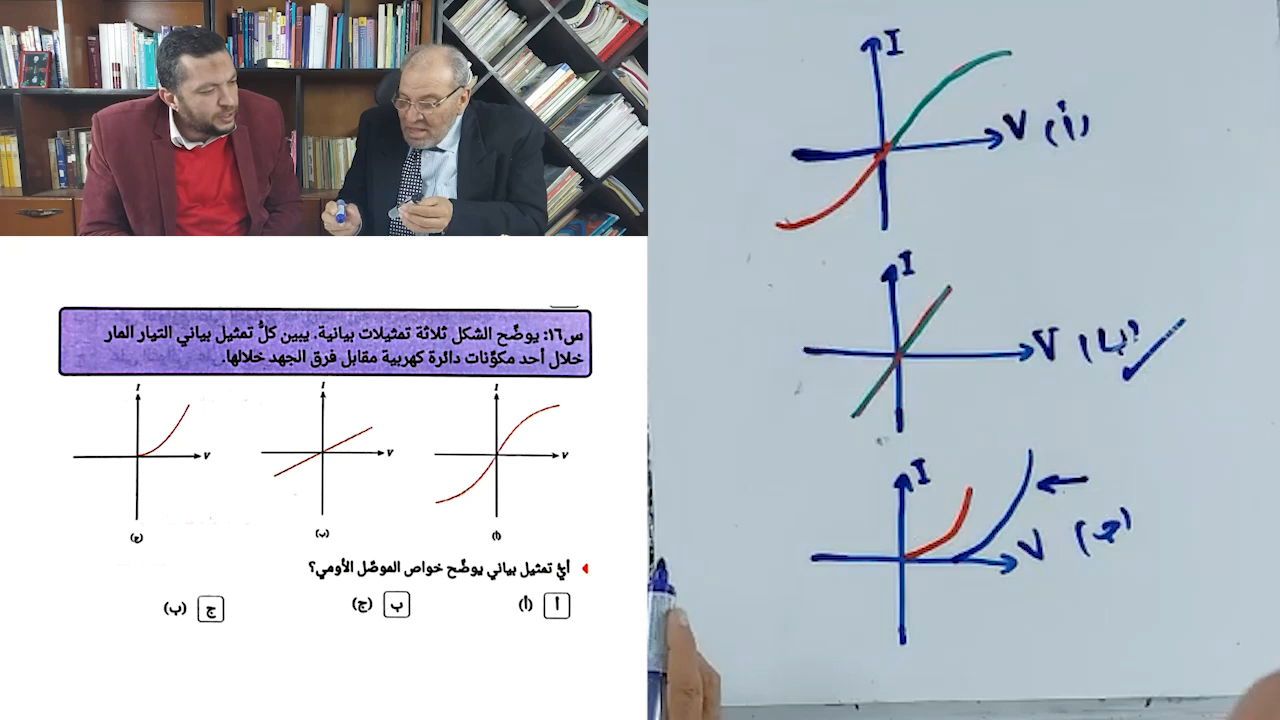 س١٦: يوضّح الشكل ثلاثة تمثيلات بيانية. يبين كلُّ تمثيل بياني التيار المار
خلال أحد مكوِّنات دائرة كهربية مقابل فرق الجهد خلالها.
I
V
(أ)
I
V
(ب)
I
V
(ج)
أيُّ تمثيل بياني يوضِّح خواص الموصِّل الأومي؟
أ (أ)
ب (ج)
ج (ب)
I
V (أ)
I
V (ب)
I
V (جـ)